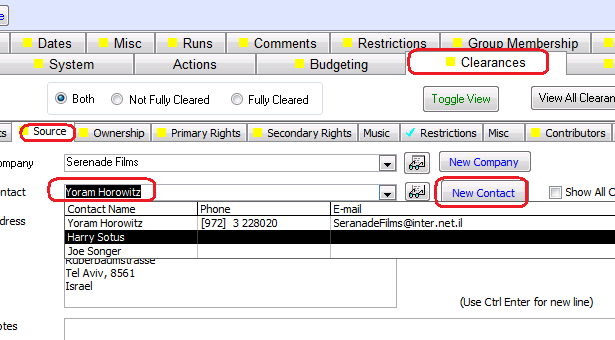 e
Dates Misc Runs Comments Restrictions Group Membership
System Actions Budgeting Clearances
Both Not Fully Cleared Fully Cleared Toggle View View All Clearan
ts Source Ownership Primary Rights Secondary Rights Music Restrictions Misc Contributors
ompany Serenade Films New Company
ntact Yoram Horowitz New Contact Show All C
Contact Name Phone E-mail
ddress Yoram Horowitz [972] 3 228020 SeranadeFilms@inter.net.il
Harry Sotus
Joe Songer
Ruberbaumstrasse
Tel Aviv, 8561
Israel
(Use Ctrl Enter for new line)
otes